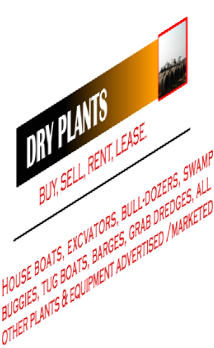 DRY PLANTS
BUY, SELL, RENT, LEASE.
HOUSE BOATS, EXCVATORS, BULL-DOZERS, SWAMP
BUGGIES, TUG BOATS, BARGES, GRAB DREDGES, ALL
OTHER PLANTS & EQUIPMENT ADVERTISED / MARKETED